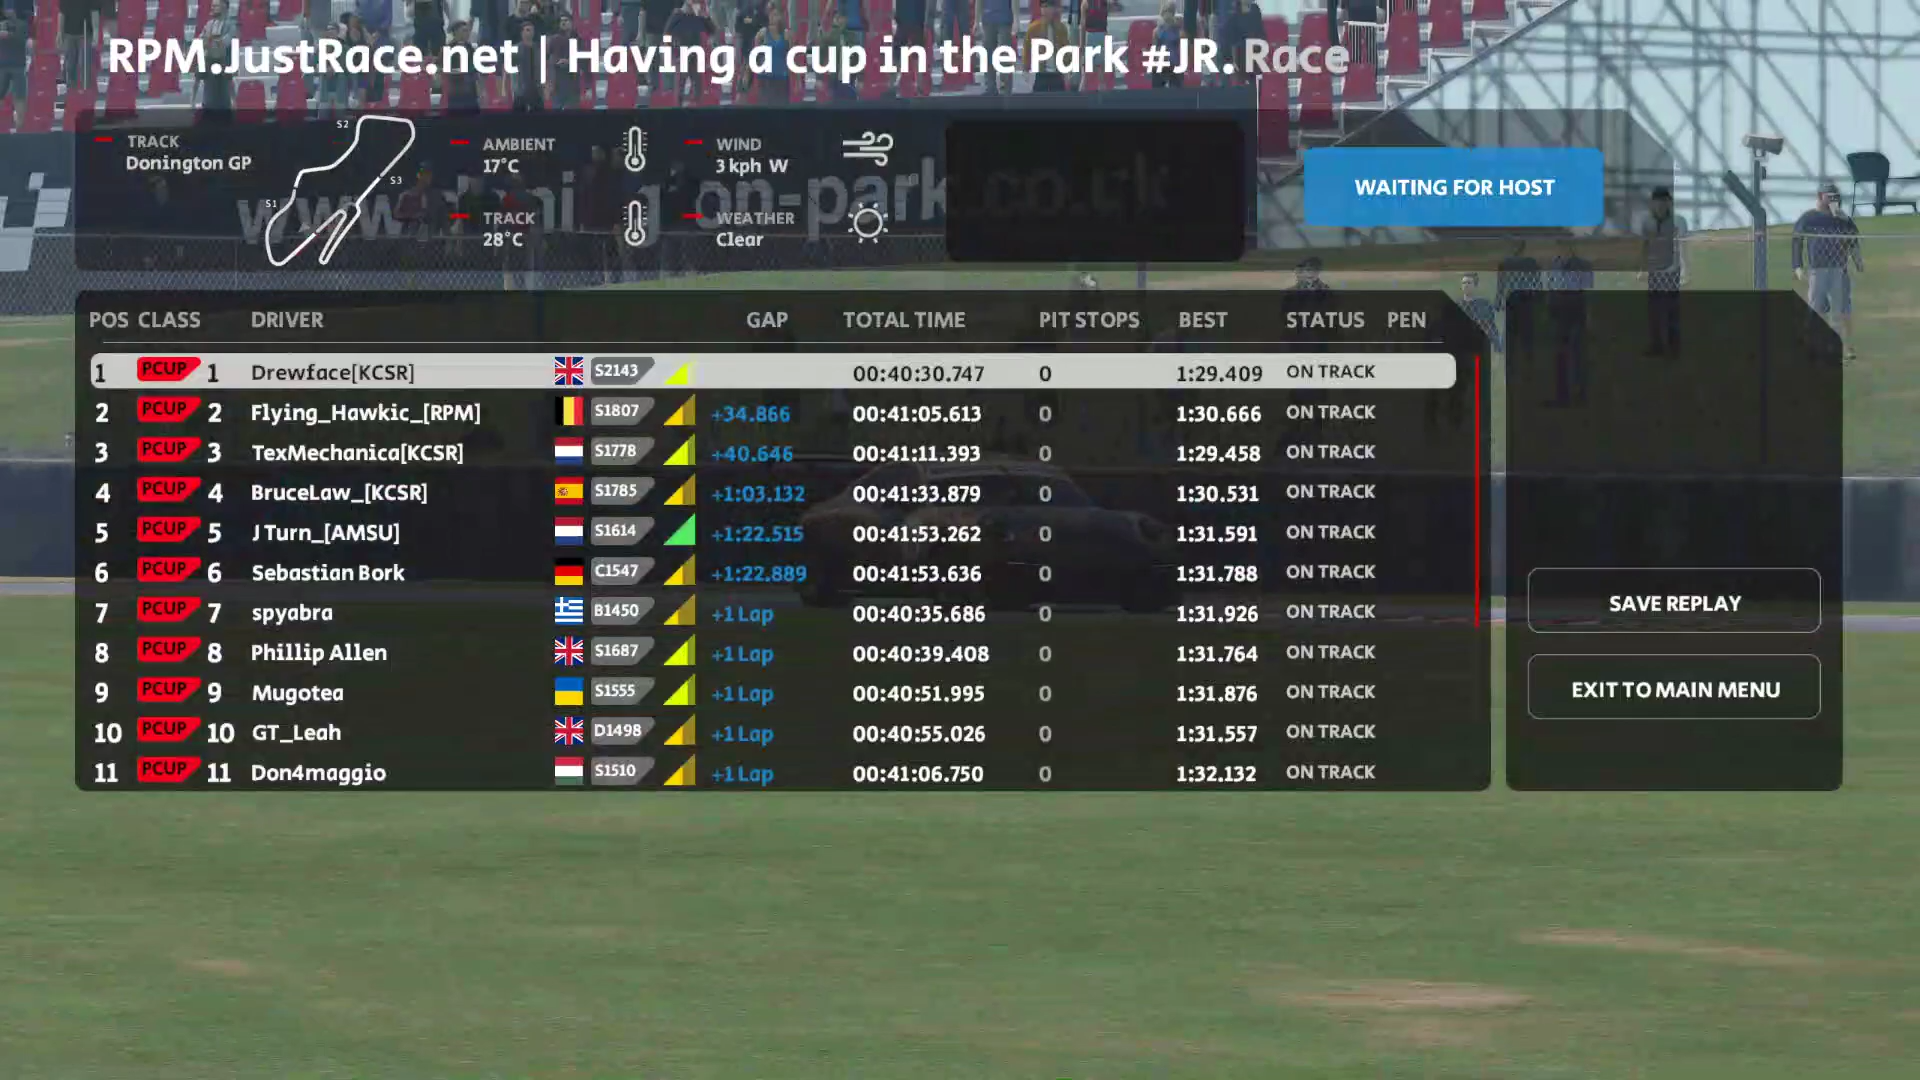 RPM.JustRace.net | Having a cup in the Park #JR. Race
TRACK
Donington GP
S1
S2
S3
AMBIENT
17°C
TRACK
28°C
WIND
3 kph W
WEATHER
Clear
WAITING FOR HOST
POS CLASS DRIVER GAP TOTAL TIME PIT STOPS BEST STATUS PEN
1 PCUP 1 Drewface[KCSR] S2143 00:40:30.747 0 1:29.409 ON TRACK
2 PCUP 2 Flying_Hawkic_[RPM] S1807 +34.866 00:41:05.613 0 1:30.666 ON TRACK
3 PCUP 3 TexMechanica[KCSR] S1778 +40.646 00:41:11.393 0 1:29.458 ON TRACK
4 PCUP 4 BruceLaw_[KCSR] S1785 +1:03.132 00:41:33.879 0 1:30.531 ON TRACK
5 PCUP 5 J Turn_[AMSU] S1614 +1:22.515 00:41:53.262 0 1:31.591 ON TRACK
6 PCUP 6 Sebastian Bork C1547 +1:22.889 00:41:53.636 0 1:31.788 ON TRACK
7 PCUP 7 spyabra B1450 +1 Lap 00:40:35.686 0 1:31.926 ON TRACK
8 PCUP 8 Phillip Allen S1687 +1 Lap 00:40:39.408 0 1:31.764 ON TRACK
9 PCUP 9 Mugotea S1555 +1 Lap 00:40:51.995 0 1:31.876 ON TRACK
10 PCUP 10 GT_Leah D1498 +1 Lap 00:40:55.026 0 1:31.557 ON TRACK
11 PCUP 11 Don4maggio S1510 +1 Lap 00:41:06.750 0 1:32.132 ON TRACK
SAVE REPLAY
EXIT TO MAIN MENU